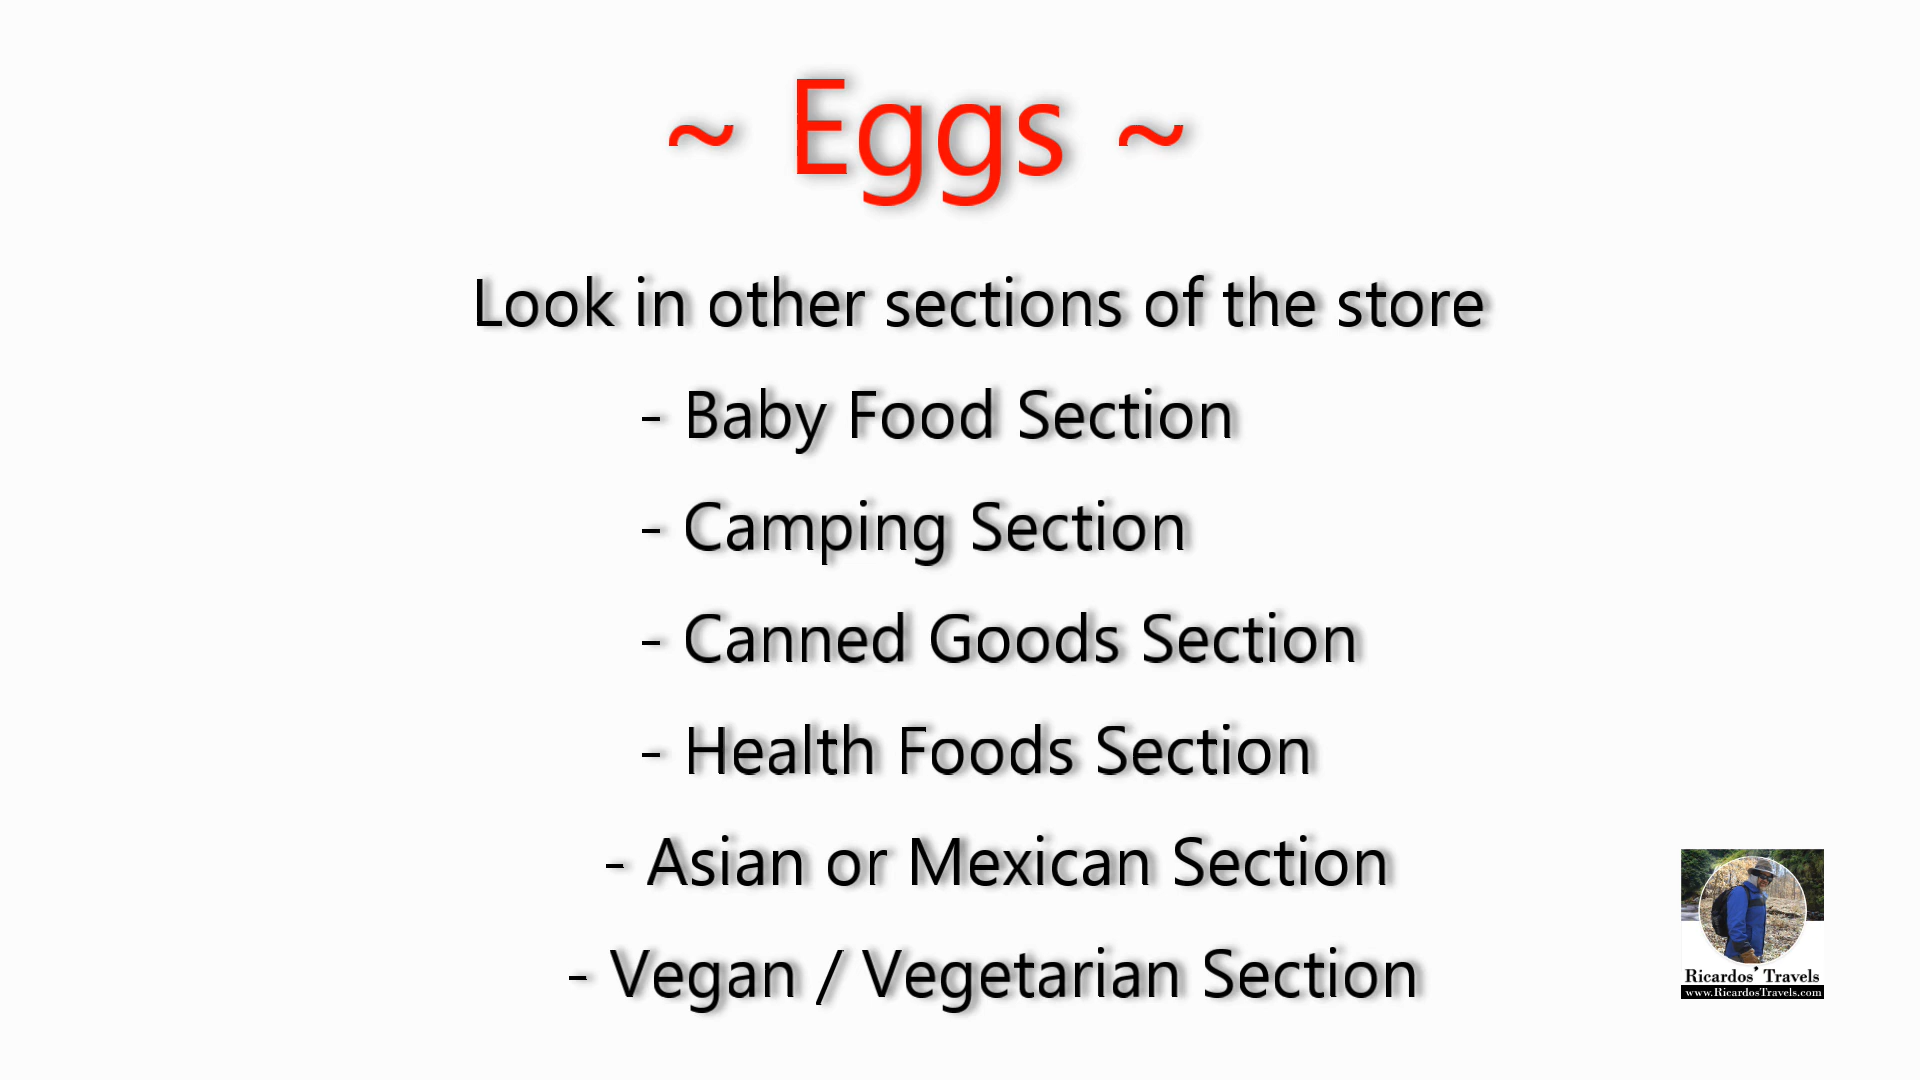 ~ Eggs ~
Look in other sections of the store
- Baby Food Section
- Camping Section
- Canned Goods Section
- Health Foods Section
- Asian or Mexican Section
- Vegan / Vegetarian Section
Ricardos' Travels
www.RicardosTravels.com